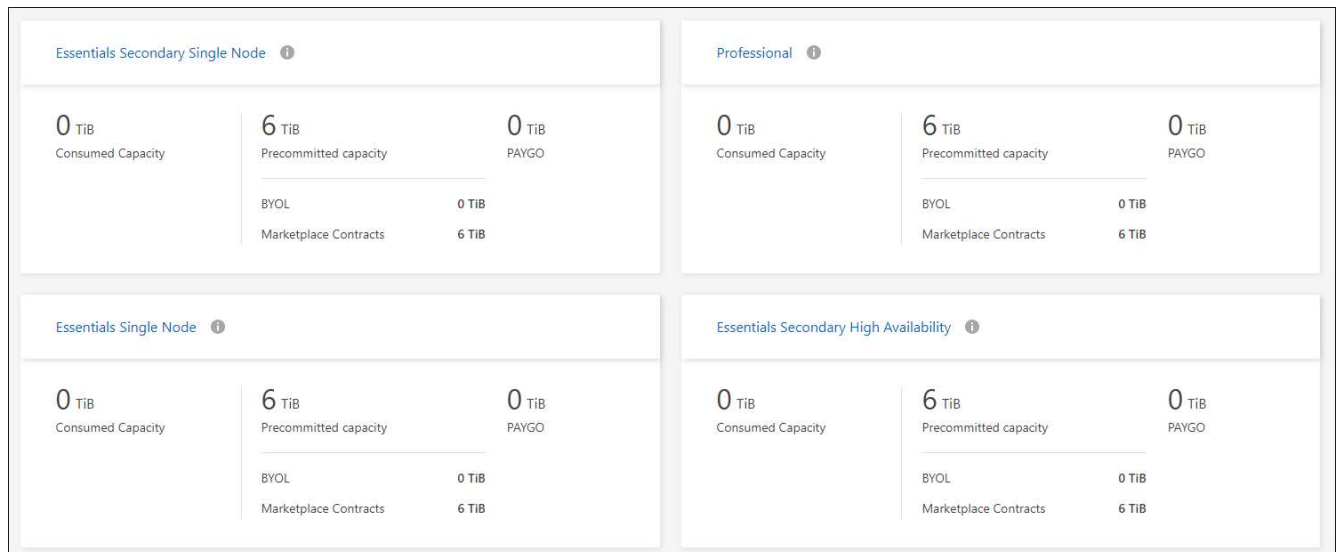 Essentials Secondary Single Node
0 TiB
Consumed Capacity
6 TiB
Precommitted capacity
BYOL 0 TiB
Marketplace Contracts 6 TiB
0 TiB
PAYGO
Professional
0 TiB
Consumed Capacity
6 TiB
Precommitted capacity
BYOL 0 TiB
Marketplace Contracts 6 TiB
0 TiB
PAYGO
Essentials Single Node
0 TiB
Consumed Capacity
6 TiB
Precommitted capacity
BYOL 0 TiB
Marketplace Contracts 6 TiB
0 TiB
PAYGO
Essentials Secondary High Availability
0 TiB
Consumed Capacity
6 TiB
Precommitted capacity
BYOL 0 TiB
Marketplace Contracts 6 TiB
0 TiB
PAYGO